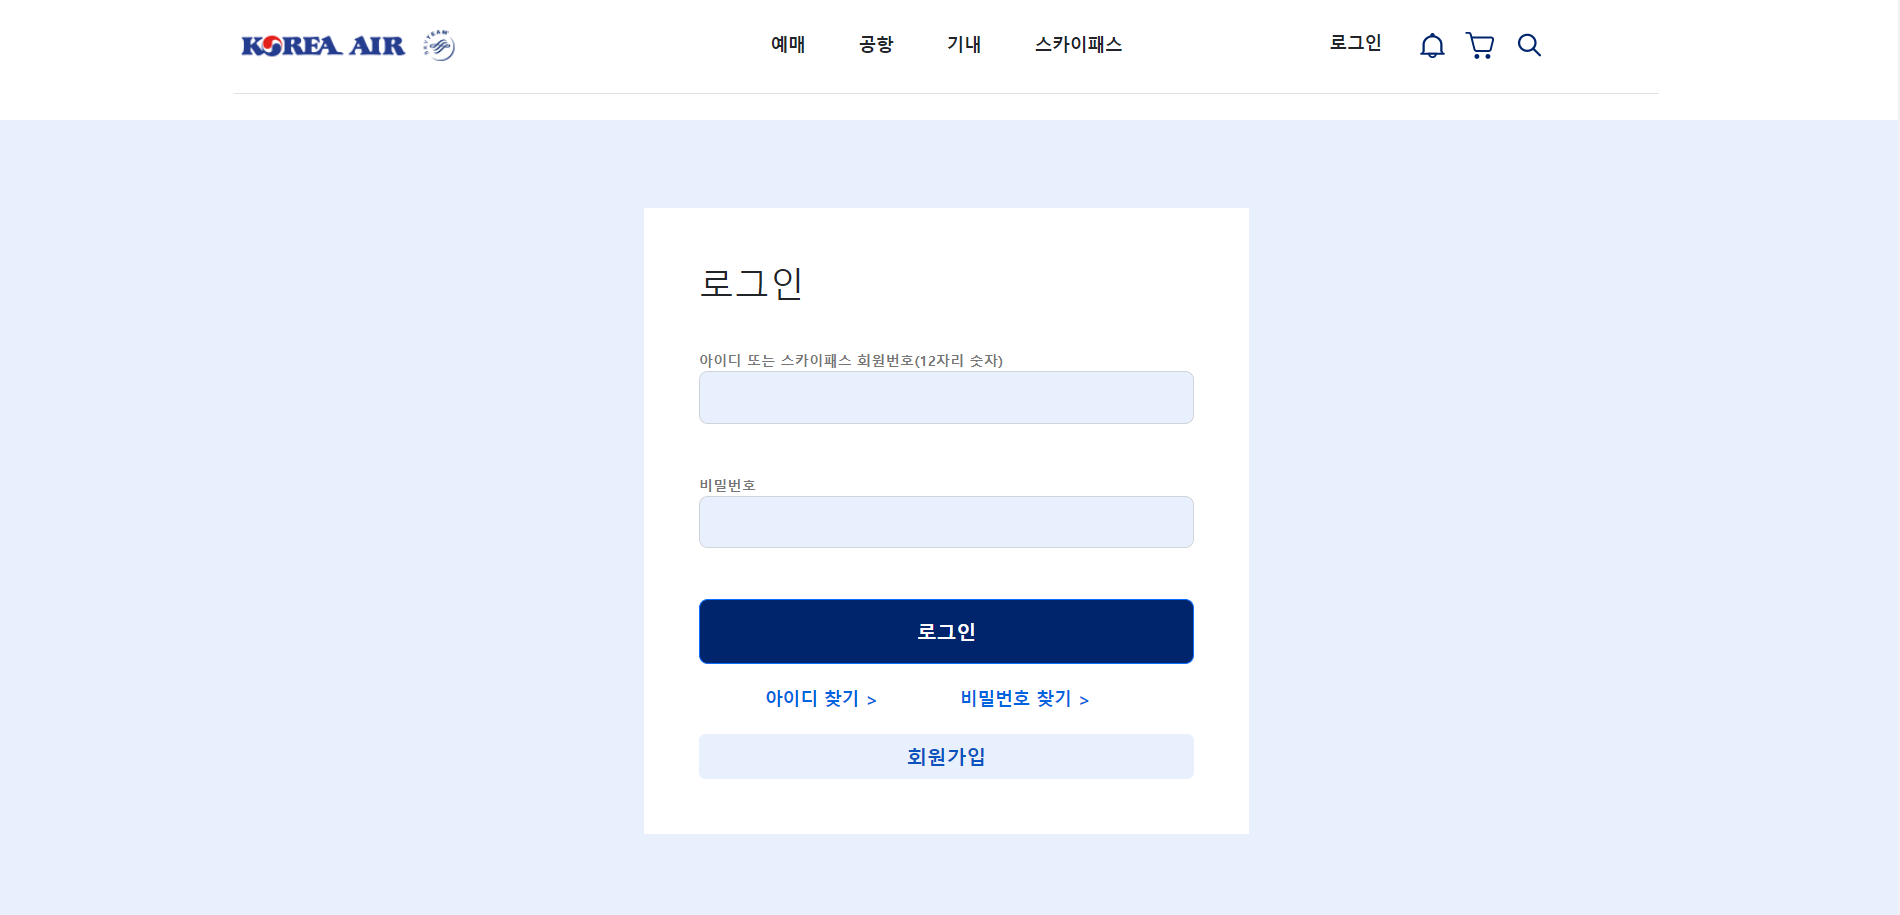 KOREA AIR SKYTEAM
예매 공항 기내 스카이패스
로그인
로그인
아이디 또는 스카이패스 회원번호(12자리 숫자)
비밀번호
로그인
아이디 찾기 > 비밀번호 찾기 >
회원가입